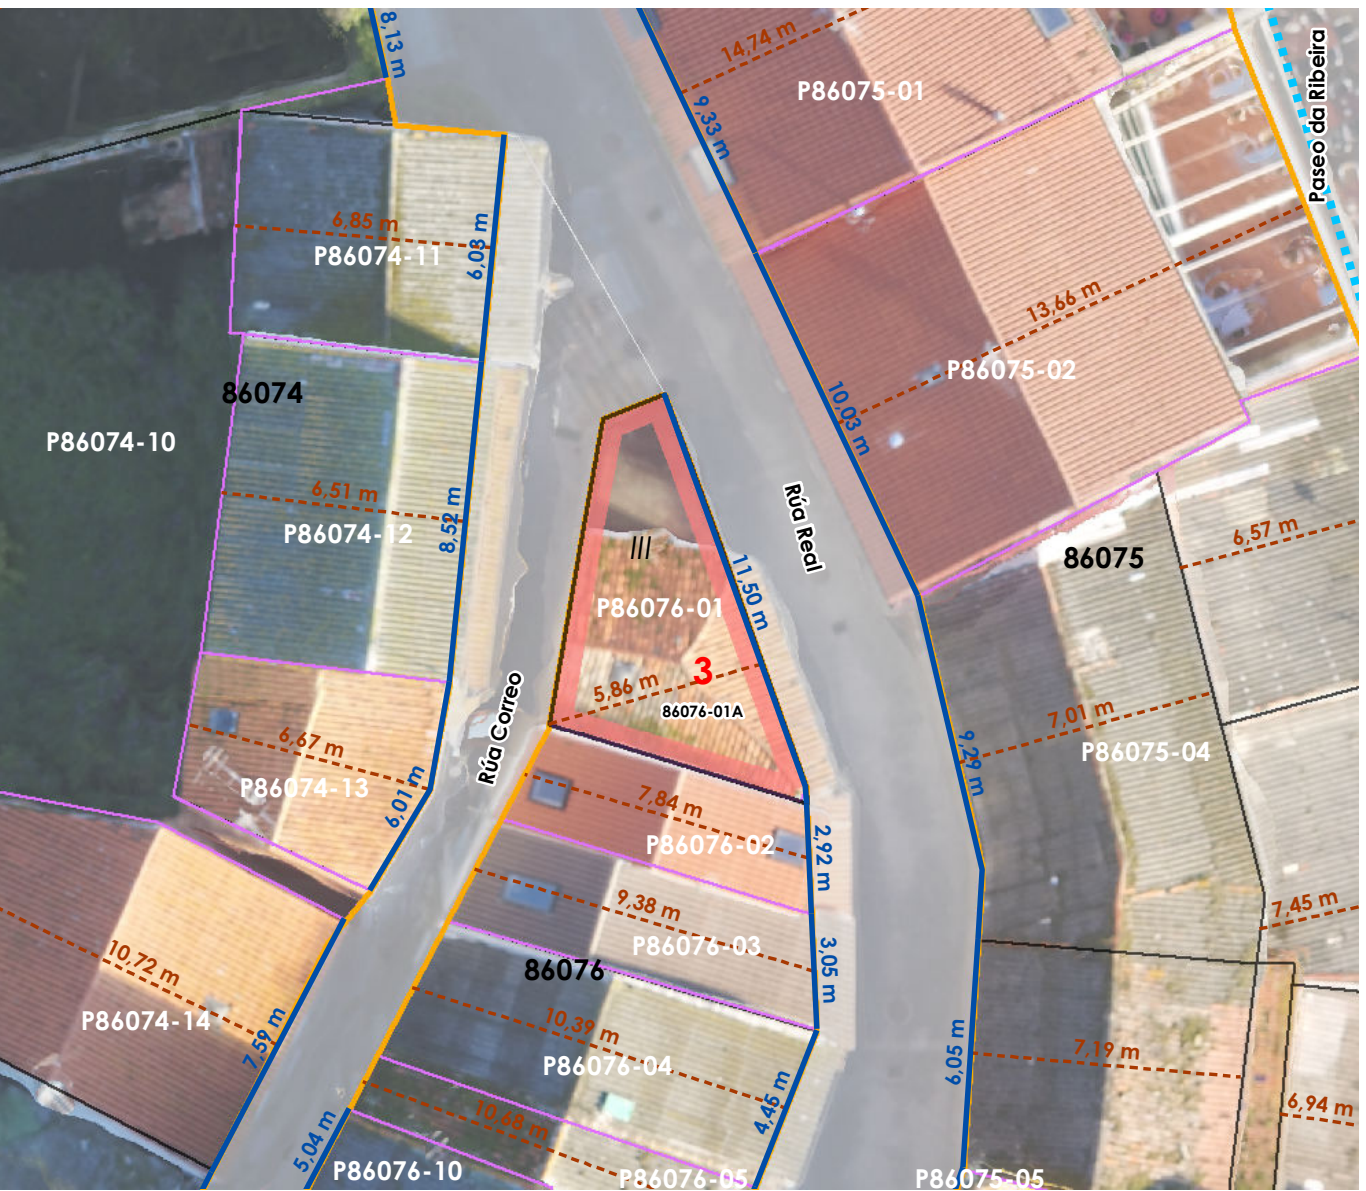 8,13 m
14,74 m
P86075-01
9,33 m
Paseo da Ribeira
6,85 m
P86074-11
6,08 m
13,66 m
P86075-02
86074
P86074-10
10,03 m
6,51 m
P86074-12
8,52 m
Rúa Real
III
86075
6,57 m
11,50 m
P86076-01
3
5,86 m
86076-01A
Rúa Correo
7,01 m
P86075-04
9,29 m
6,67 m
P86074-13
6,01 m
7,84 m
P86076-02
2,92 m
9,38 m
P86076-03
7,45 m
3,05 m
86076
10,72 m
P86074-14
7,59 m
10,39 m
P86076-04
6,05 m
7,19 m
4,45 m
6,94 m
10,68 m
5,04 m
P86076-10
P86076-05
P86075-05